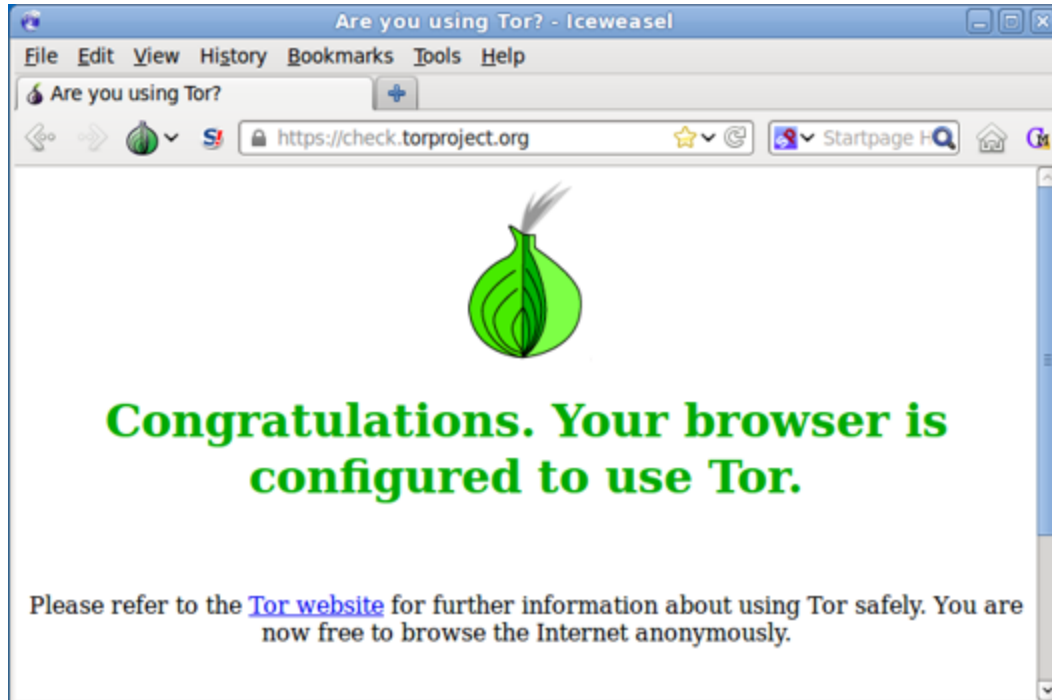 Are you using Tor? - Iceweasel
File Edit View History Bookmarks Tools Help
Are you using Tor?
S! https://check.torproject.org Startpage H
Congratulations. Your browser is
configured to use Tor.
Please refer to the Tor website for further information about using Tor safely. You are
now free to browse the Internet anonymously.